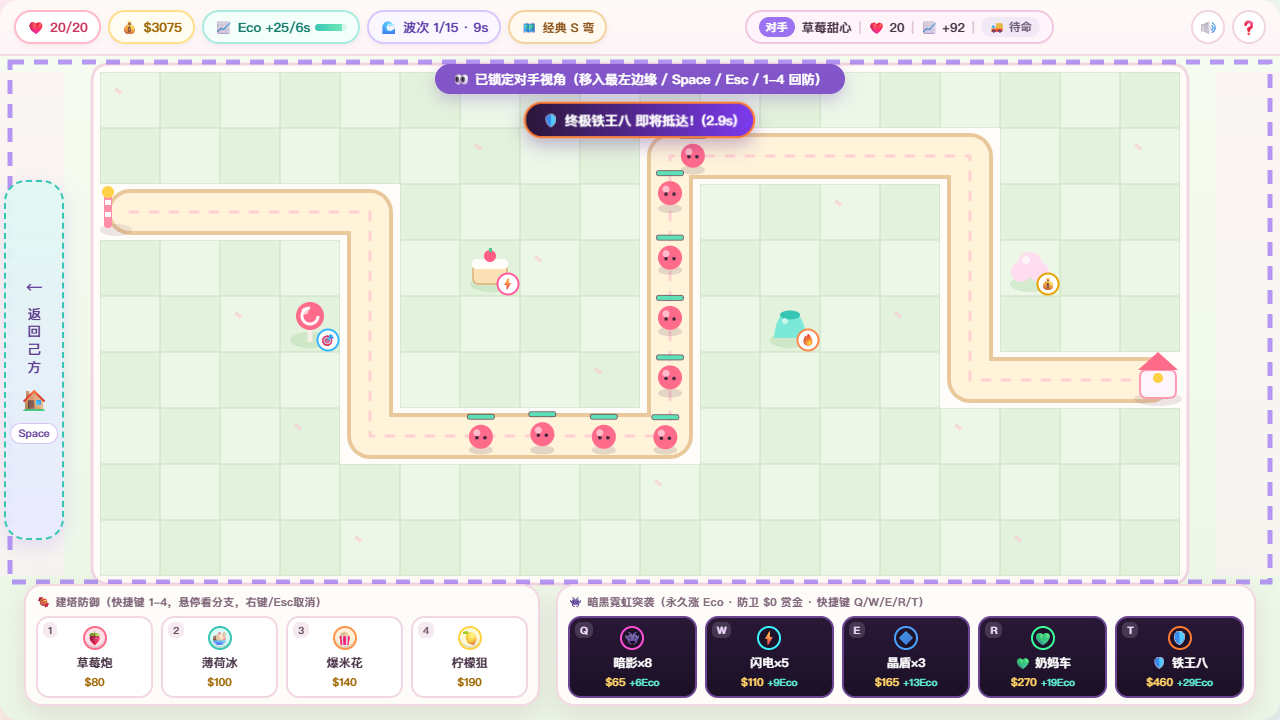 20/20
$3075
Eco +25/6s
波次 1/15 · 9s
经典 S 弯
对手 草莓甜心 | 20 | +92 | 待命
?
已锁定对手视角（移入最左边缘 / Space / Esc / 1–4 回防）
终极铁王八 即将抵达! (2.9s)
← 返回己方
Space
建塔防御（快捷键 1–4，悬停看分支，右键/Esc取消）
1
草莓炮
$80
2
薄荷冰
$100
3
爆米花
$140
4
柠檬狙
$190
暗黑霓虹突袭（永久涨 Eco · 防卫 $0 赏金 · 快捷键 Q/W/E/R/T）
Q
暗影x8
$65 +6Eco
W
闪电x5
$110 +9Eco
E
晶盾x3
$165 +13Eco
R
奶妈车
$270 +19Eco
T
铁王八
$460 +29Eco